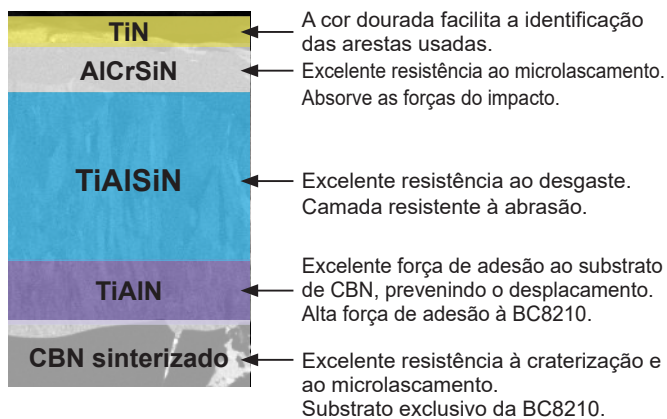 TiN
A cor dourada facilita a identificação
das arestas usadas.
AlCrSiN
Excelente resistência ao microlascamento.
Absorve as forças do impacto.
TiAlSiN
Excelente resistência ao desgaste.
Camada resistente à abrasão.
TiAlN
Excelente força de adesão ao substrato
de CBN, prevenindo o desplacamento.
Alta força de adesão à BC8210.
CBN sinterizado
Excelente resistência à craterização e
ao microlascamento.
Substrato exclusivo da BC8210.